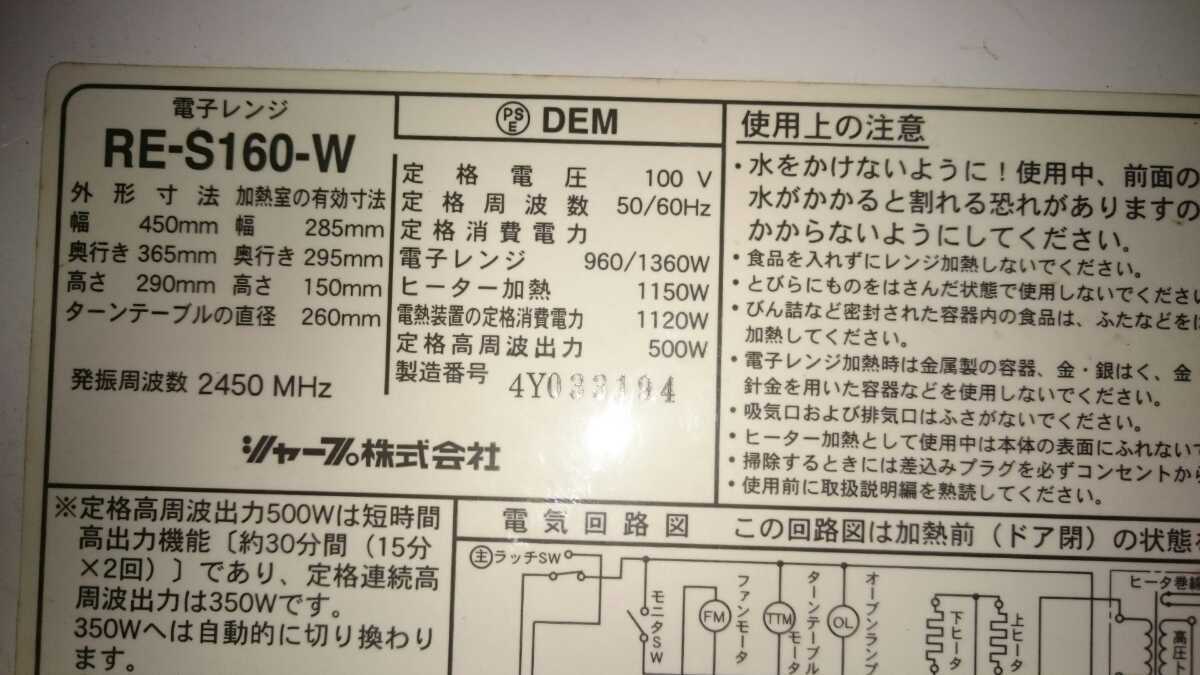 電子レンジ
RE-S160-W
外形寸法 加熱室の有効寸法
幅 450mm 幅 285mm
奥行き 365mm 奥行き 295mm
高さ 290mm 高さ 150mm
ターンテーブルの直径 260mm
発振周波数 2450 MHz
PSE DEM
定格電圧 100 V
定格周波数 50/60Hz
定格消費電力
電子レンジ 960/1360W
ヒーター加熱 1150W
電熱装置の定格消費電力 1120W
定格高周波出力 500W
製造番号 4Y033194
シャープ株式会社
使用上の注意
・水をかけないように!使用中、前面の
水がかかると割れる恐れがありますの
かからないようにしてください。
・食品を入れずにレンジ加熱しないでください。
・とびらにものをはさんだ状態で使用しないでくださ
・びん詰など密封された容器内の食品は、ふたなどをは
加熱してください。
・電子レンジ加熱時は金属製の容器、金・銀はく、金
針金を用いた容器などを使用しないでください。
・吸気口および排気口はふさがないでください。
・ヒーター加熱として使用中は本体の表面にふれないで
・掃除するときには差込みプラグを必ずコンセントから
・使用前に取扱説明編を熟読してください。
※定格高周波出力500Wは短時間
高出力機能〔約30分間(15分
×2回)〕であり、定格連続高
周波出力は350Wです。
350Wへは自動的に切り換わり
ます。
電気回路図 この回路図は加熱前(ドア閉)の状態を
主 ラッチSW
モニタSW
FM
ファンモータ
TTM
ターンテーブルモータ
OL
オーブンランプ
下ヒータ
上ヒータ
ヒータ巻線
高圧ト